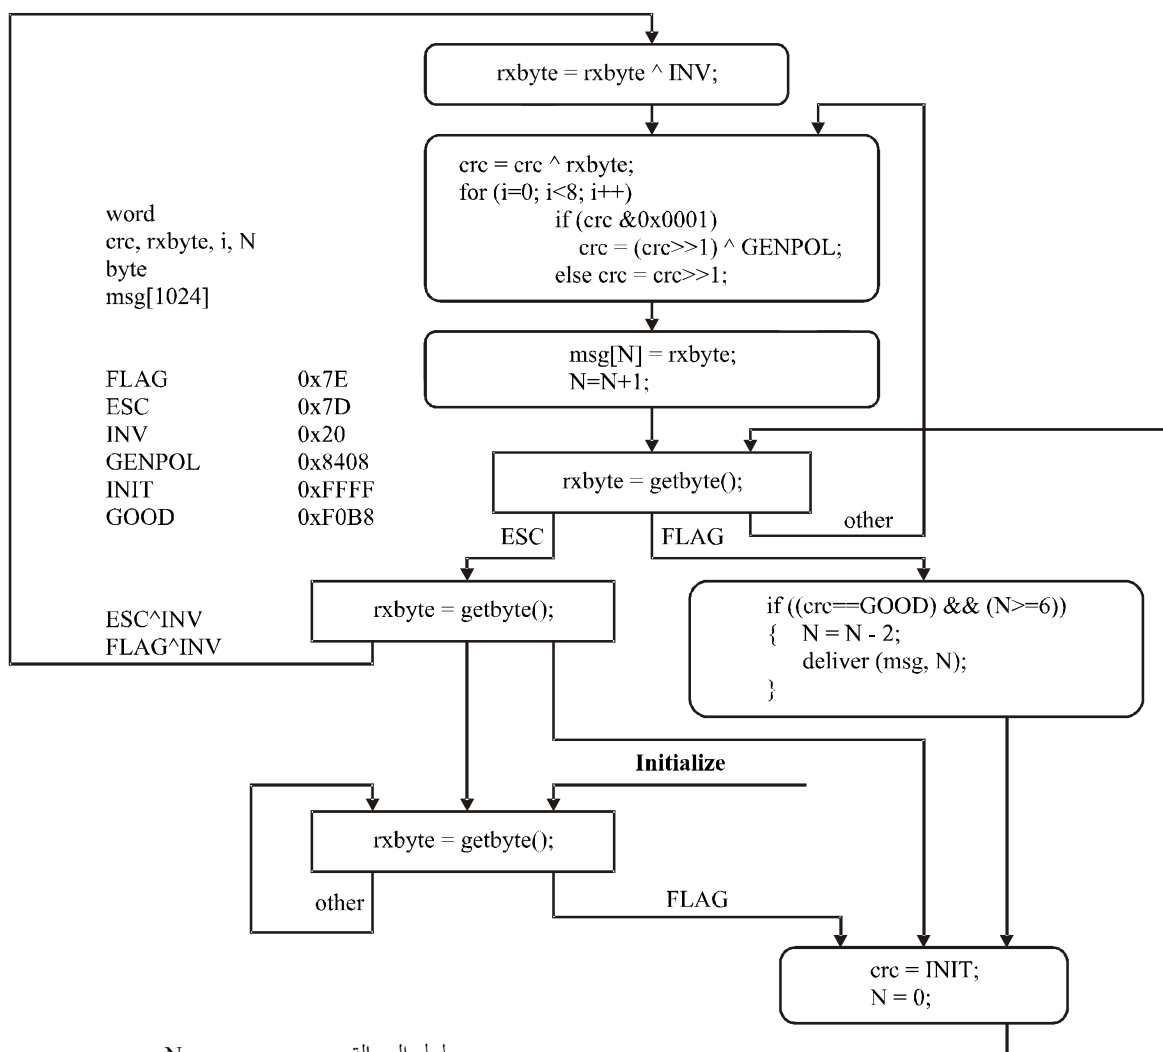 rxbyte = rxbyte ^ INV;
crc = crc ^ rxbyte;
for (i=0; i<8; i++)
if (crc &0x0001)
crc = (crc>>1) ^ GENPOL;
else crc = crc>>1;
word
crc, rxbyte, i, N
byte
msg[1024]
msg[N] = rxbyte;
N=N+1;
FLAG 0x7E
ESC 0x7D
INV 0x20
GENPOL 0x8408
INIT 0xFFFF
GOOD 0xF0B8
rxbyte = getbyte();
other
ESC
FLAG
rxbyte = getbyte();
ESC^INV
FLAG^INV
if ((crc==GOOD) && (N>=6))
{ N = N - 2;
deliver (msg, N);
}
Initialize
rxbyte = getbyte();
other
FLAG
crc = INIT;
N = 0;
N